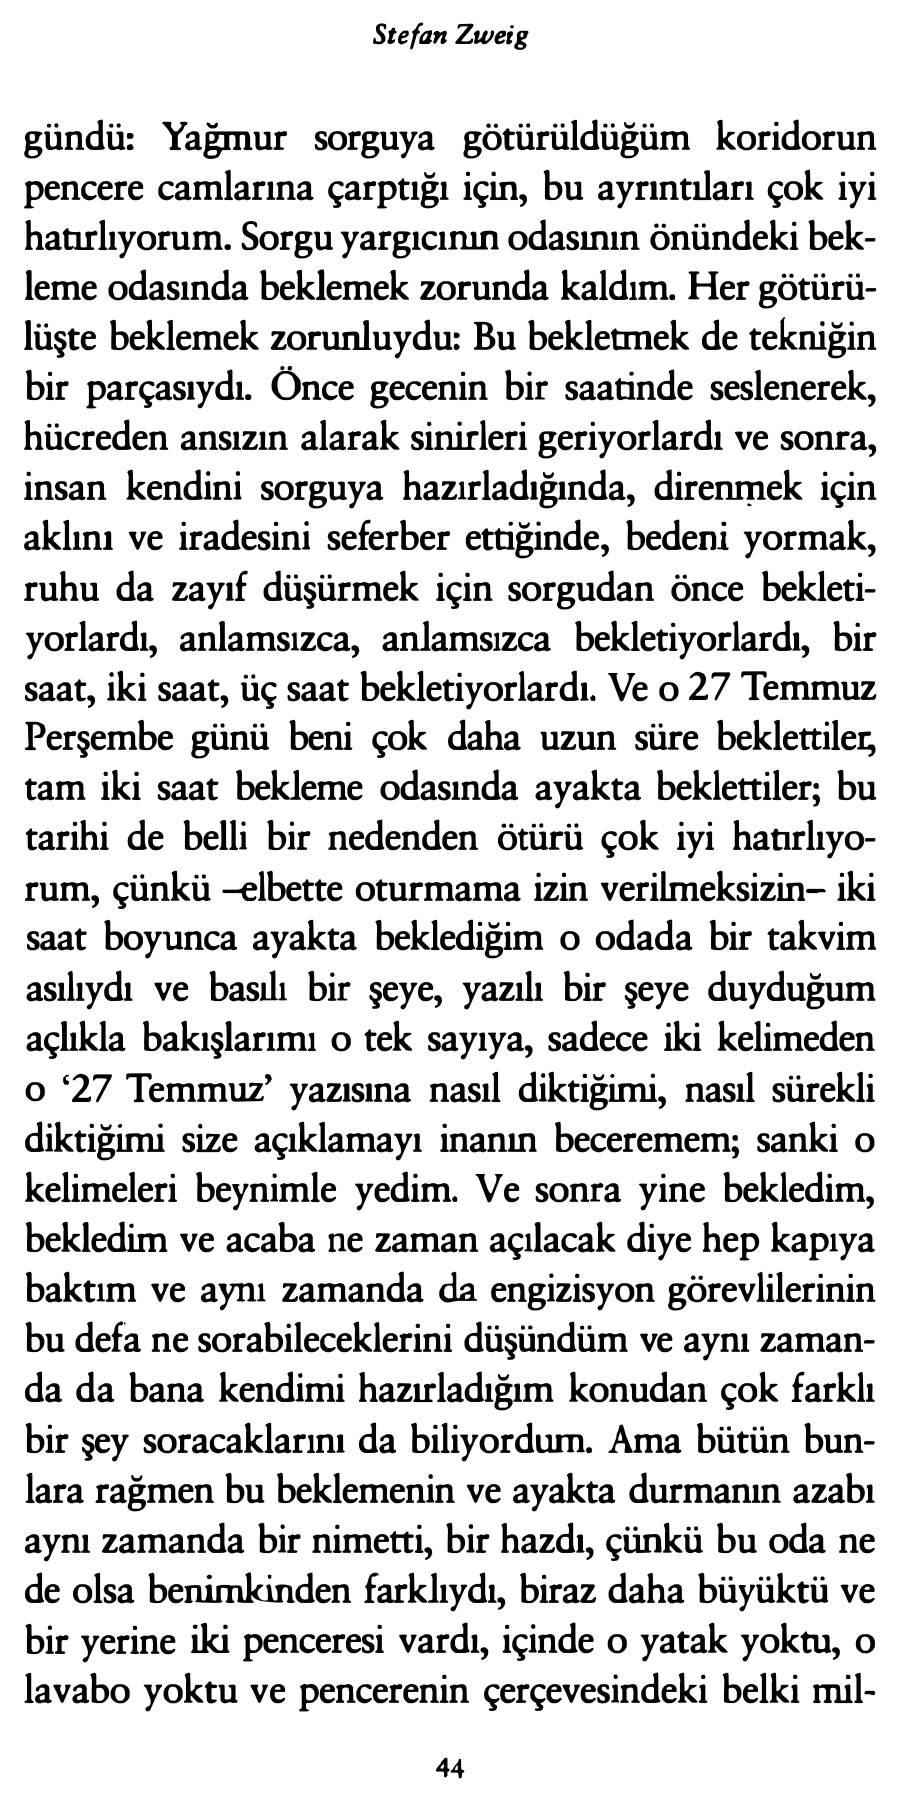 Stefan Zweig
gündü: Yağmur sorguya götürüldüğüm koridorun
pencere camlarına çarptığı için, bu ayrıntıları çok iyi
hatırlıyorum. Sorgu yargıcının odasının önündeki bek-
leme odasında beklemek zorunda kaldım. Her götürü-
lüşte beklemek zorunluydu: Bu bekletmek de tekniğin
bir parçasıydı. Önce gecenin bir saatinde seslenerek,
hücreden ansızın alarak sinirleri geriyorlardı ve sonra,
insan kendini sorguya hazırladığında, direnmek için
aklını ve iradesini seferber ettiğinde, bedeni yormak,
ruhu da zayıf düşürmek için sorgudan önce bekleti-
yorlardı, anlamsızca, anlamsızca bekletiyorlardı, bir
saat, iki saat, üç saat bekletiyorlardı. Ve o 27 Temmuz
Perşembe günü beni çok daha uzun süre beklettiler,
tam iki saat bekleme odasında ayakta beklettiler; bu
tarihi de belli bir nedenden ötürü çok iyi hatırlıyo-
rum, çünkü –elbette oturmama izin verilmeksizin– iki
saat boyunca ayakta beklediğim o odada bir takvim
asılıydı ve basılı bir şeye, yazılı bir şeye duyduğum
açlıkla bakışlarımı o tek sayıya, sadece iki kelimeden
o ‘27 Temmuz’ yazısına nasıl diktiğimi, nasıl sürekli
diktiğimi size açıklamayı inanın beceremem; sanki o
kelimeleri beynimle yedim. Ve sonra yine bekledim,
bekledim ve acaba ne zaman açılacak diye hep kapıya
baktım ve aynı zamanda da engizisyon görevlilerinin
bu defa ne sorabileceklerini düşündüm ve aynı zaman-
da da bana kendimi hazırladığım konudan çok farklı
bir şey soracaklarını da biliyordum. Ama bütün bun-
lara rağmen bu beklemenin ve ayakta durmanın azabı
aynı zamanda bir nimetti, bir hazdı, çünkü bu oda ne
de olsa benimkinden farklıydı, biraz daha büyüktü ve
bir yerine iki penceresi vardı, içinde o yatak yoktu, o
lavabo yoktu ve pencerenin çerçevesindeki belki mil-
44